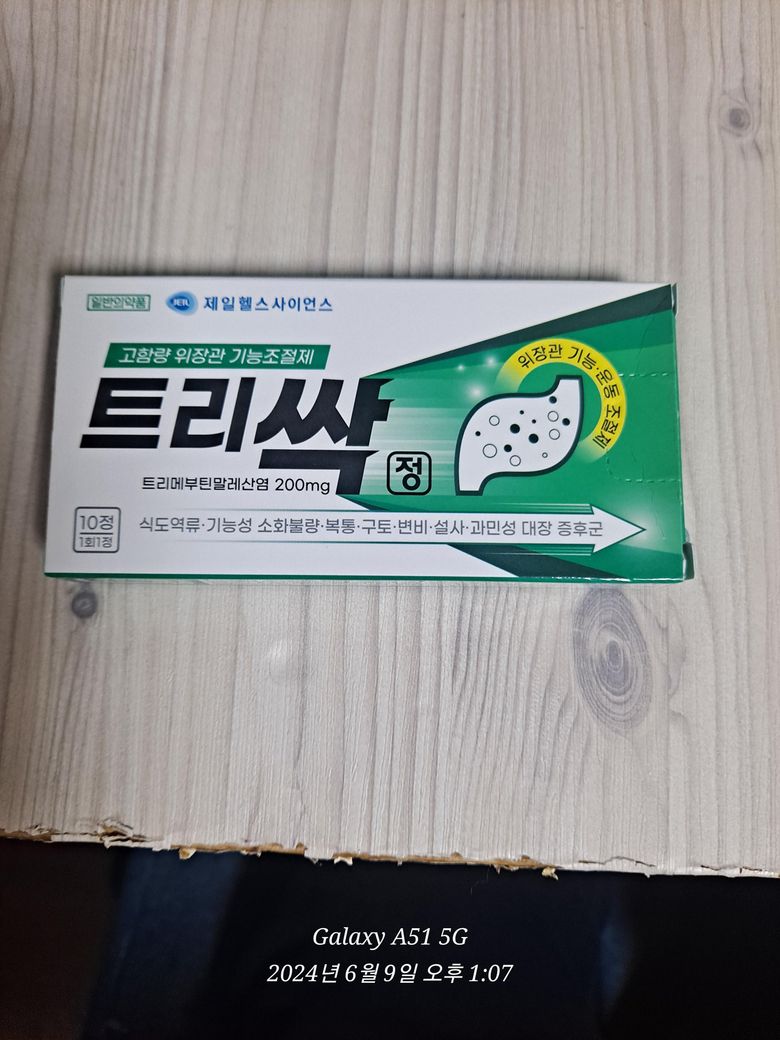 일반의약품
JEIL 제일헬스사이언스
고함량 위장관 기능조절제
트리싹 정
위장관 기능·운동 조절제
트리메부틴말레산염 200mg
10정
1회1정
식도역류·기능성 소화불량·복통·구토·변비·설사·과민성 대장 증후군
Galaxy A51 5G
2024년 6월 9일 오후 1:07